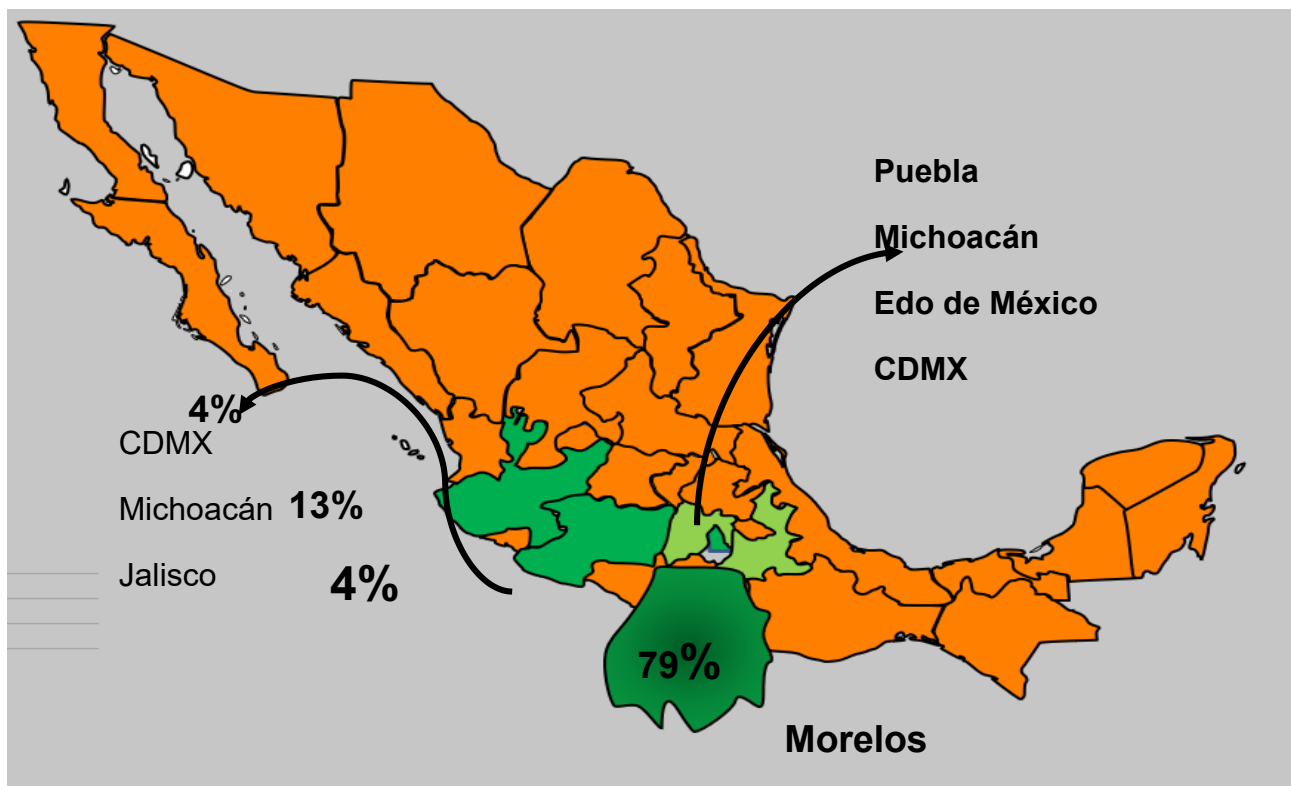 Puebla
Michoacán
Edo de México
CDMX
4%
CDMX
Michoacán 13%
Jalisco 4%
79%
Morelos